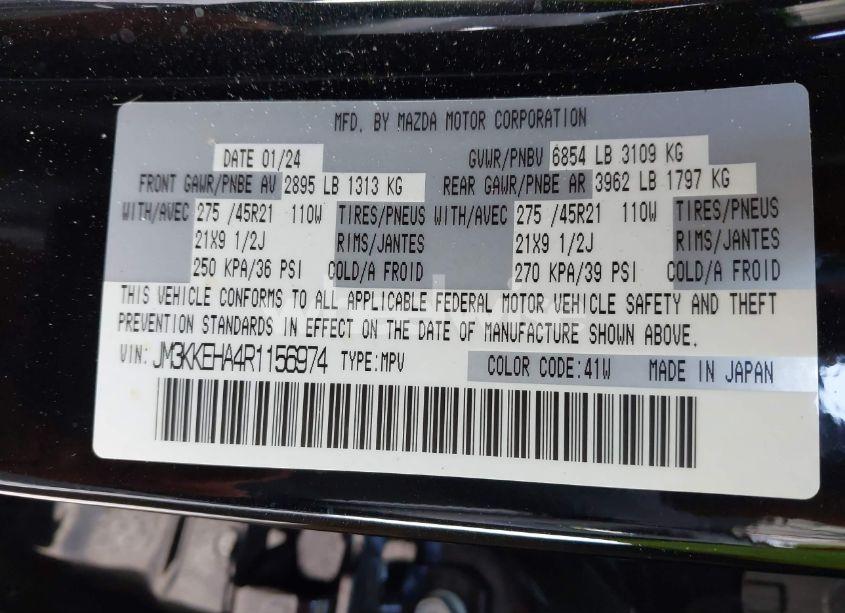 MFD. BY MAZDA MOTOR CORPORATION
DATE 01/24 GVWR/PNBV 6854 LB 3109 KG
FRONT GAWR/PNBE AV 2895 LB 1313 KG REAR GAWR/PNBE AR 3962 LB 1797 KG
WITH/AVEC 275 /45R21 110W TIRES/PNEUS WITH/AVEC 275 /45R21 110W TIRES/PNEUS
21X9 1/2J RIMS/JANTES 21X9 1/2J RIMS/JANTES
250 KPA/36 PSI COLD/A FROID 270 KPA/39 PSI COLD/A FROID
THIS VEHICLE CONFORMS TO ALL APPLICABLE FEDERAL MOTOR VEHICLE SAFETY AND THEFT
PREVENTION STANDARDS IN EFFECT ON THE DATE OF MANUFACTURE SHOWN ABOVE.
VIN: JM3KKEHA4R1156974 TYPE:MPV COLOR CODE:41W MADE IN JAPAN